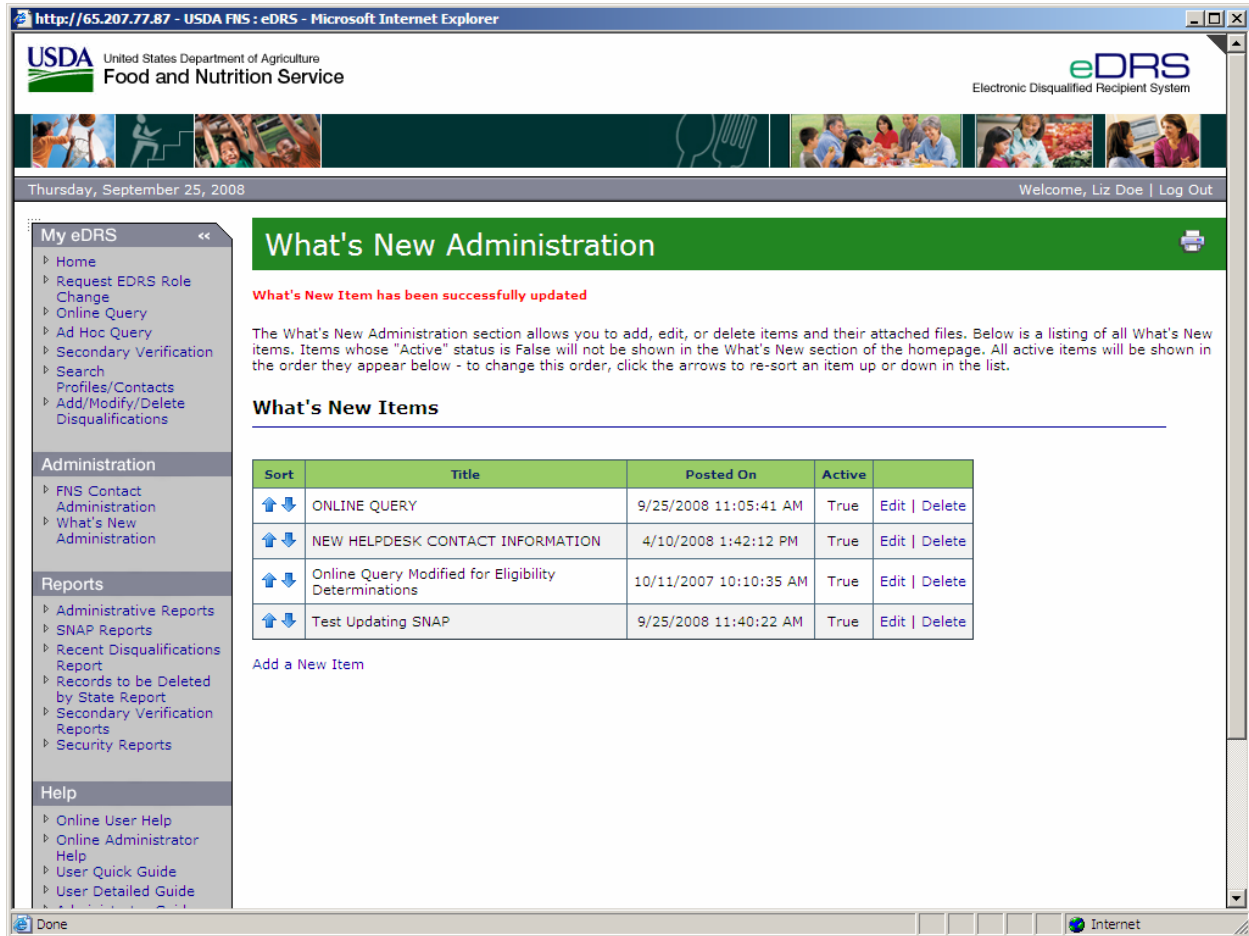 http://65.207.77.87 - USDA FNS : eDRS - Microsoft Internet Explorer
USDA United States Department of Agriculture
Food and Nutrition Service
eDRS
Electronic Disqualified Recipient System
Thursday, September 25, 2008
Welcome, Liz Doe | Log Out
My eDRS <<
Home
Request EDRS Role
Change
Online Query
Ad Hoc Query
Secondary Verification
Search
Profiles/Contacts
Add/Modify/Delete
Disqualifications
Administration
FNS Contact
Administration
What's New
Administration
Reports
Administrative Reports
SNAP Reports
Recent Disqualifications
Report
Records to be Deleted
by State Report
Secondary Verification
Reports
Security Reports
Help
Online User Help
Online Administrator
Help
User Quick Guide
User Detailed Guide
What's New Administration
What's New Item has been successfully updated
The What's New Administration section allows you to add, edit, or delete items and their attached files. Below is a listing of all What's New
items. Items whose "Active" status is False will not be shown in the What's New section of the homepage. All active items will be shown in
the order they appear below - to change this order, click the arrows to re-sort an item up or down in the list.
What's New Items
Sort Title Posted On Active
ONLINE QUERY 9/25/2008 11:05:41 AM True Edit | Delete
NEW HELPDESK CONTACT INFORMATION 4/10/2008 1:42:12 PM True Edit | Delete
Online Query Modified for Eligibility
Determinations 10/11/2007 10:10:35 AM True Edit | Delete
Test Updating SNAP 9/25/2008 11:40:22 AM True Edit | Delete
Add a New Item
Done
Internet